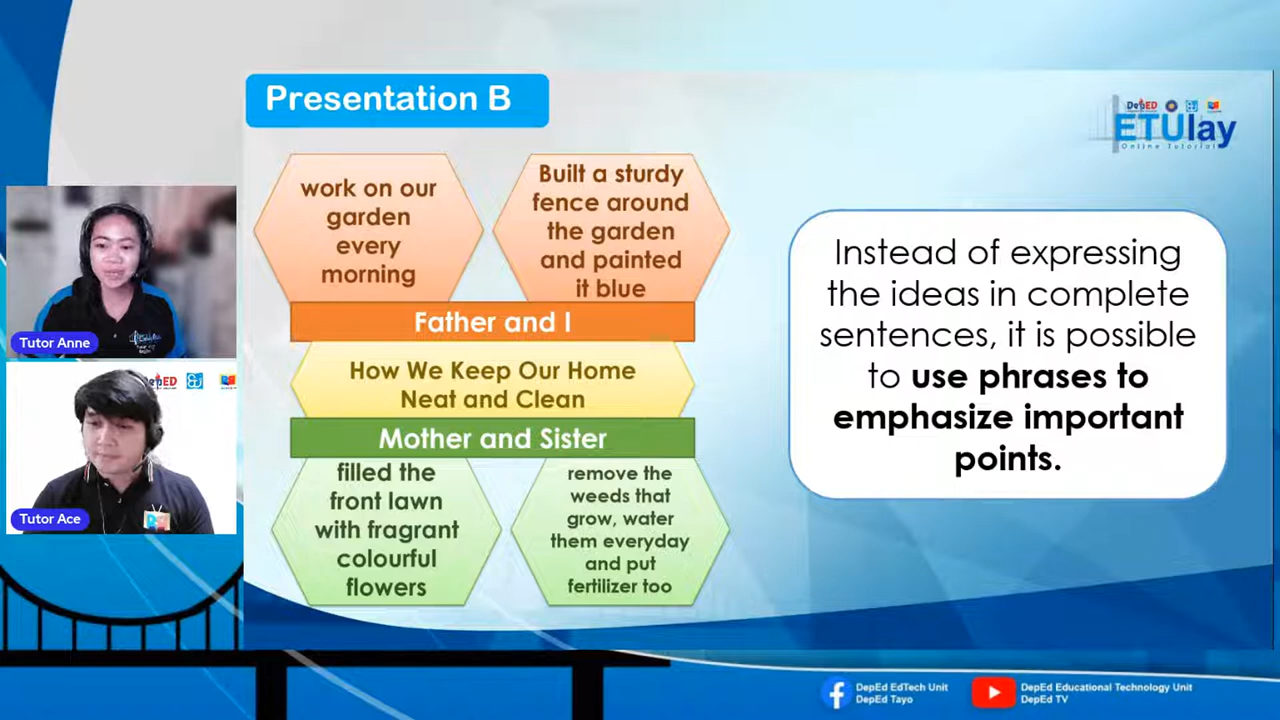 Presentation B
DepED
ETUlay
Online Tutorial
work on our
garden
every
morning
Built a sturdy
fence around
the garden
and painted
it blue
Father and I
How We Keep Our Home
Neat and Clean
Mother and Sister
filled the
front lawn
with fragrant
colourful
flowers
remove the
weeds that
grow, water
them everyday
and put
fertilizer too
Instead of expressing
the ideas in complete
sentences, it is possible
to use phrases to
emphasize important
points.
Tutor Anne
DepED
Tutor Ace
DepEd EdTech Unit
DepEd Tayo
DepEd Educational Technology Unit
DepEd TV